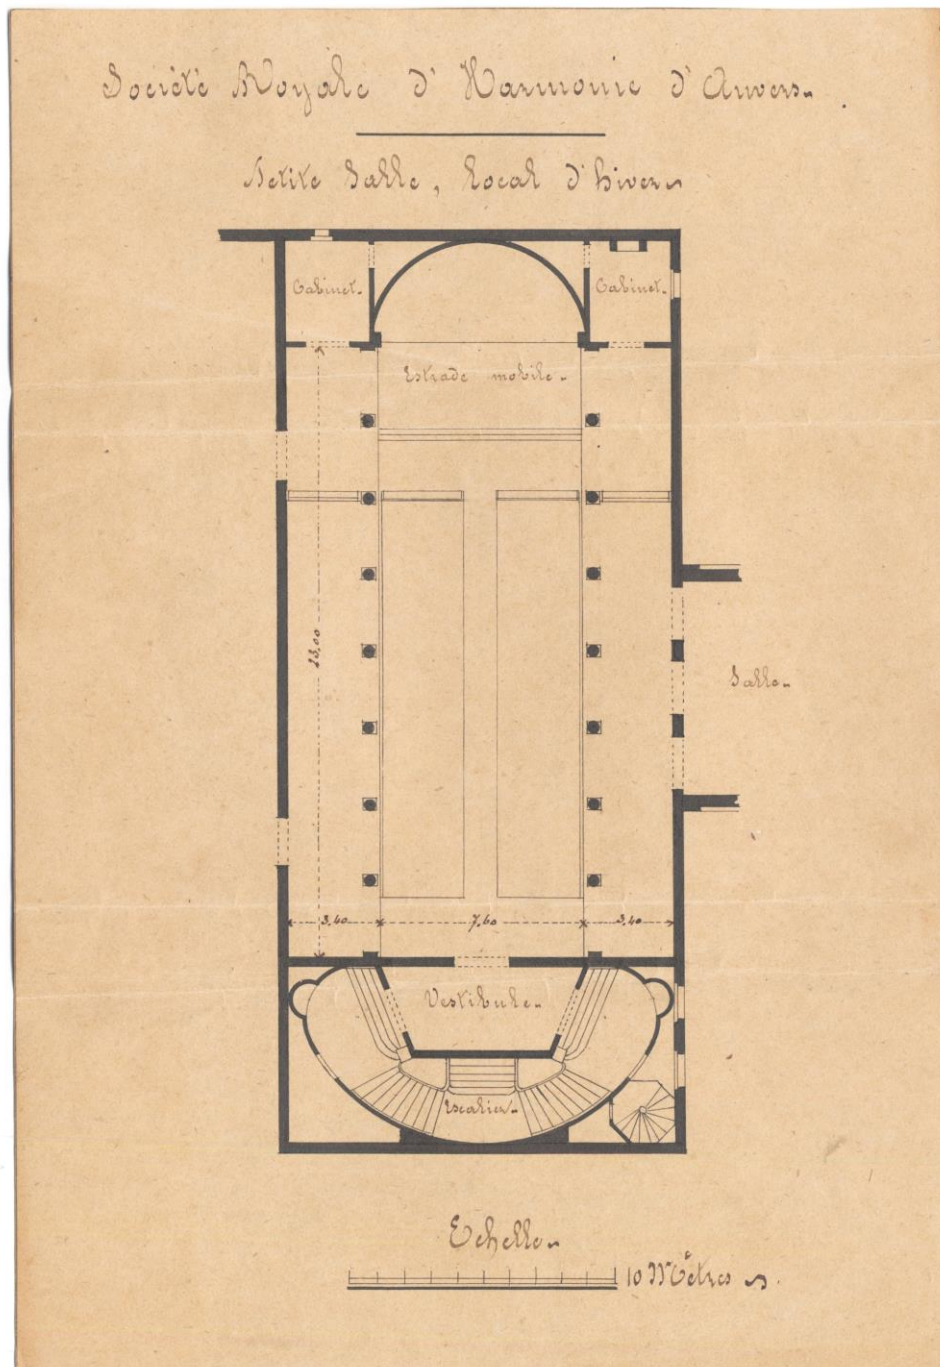 Société Royale d'Harmonie d'Anvers
Petite Salle, Local d'hiver
Cabinet.
Cabinet.
Estrade mobile.
23,00
Salle.
3,40
7,60
3,40
Vestibule.
Escalier.
Echelle.
10 Mètres